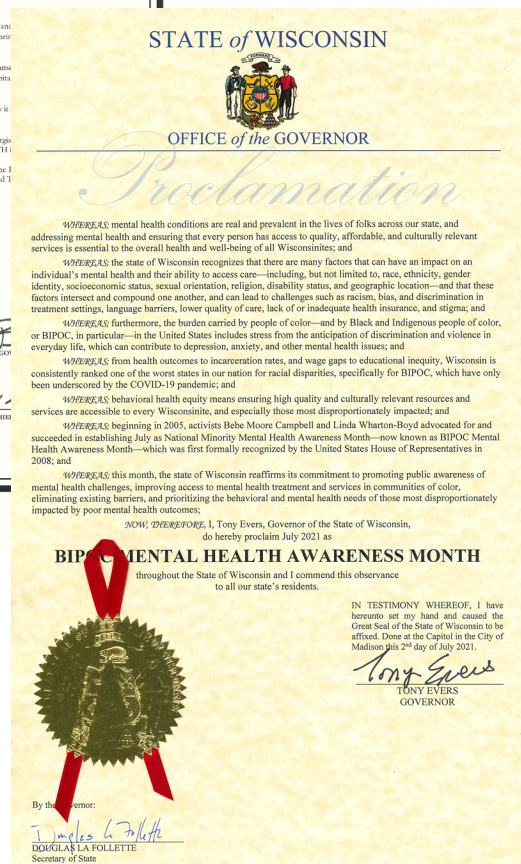 STATE of WISCONSIN
FORWARD
OFFICE of the GOVERNOR
Proclamation
WHEREAS; mental health conditions are real and prevalent in the lives of folks across our state, and
addressing mental health and ensuring that every person has access to quality, affordable, and culturally relevant
services is essential to the overall health and well-being of all Wisconsinites; and
WHEREAS; the state of Wisconsin recognizes that there are many factors that can have an impact on an
individual's mental health and their ability to access care—including, but not limited to, race, ethnicity, gender
identity, socioeconomic status, sexual orientation, religion, disability status, and geographic location—and that these
factors intersect and compound one another, and can lead to challenges such as racism, bias, and discrimination in
treatment settings, language barriers, lower quality of care, lack of or inadequate health insurance, and stigma; and
WHEREAS; furthermore, the burden carried by people of color—and by Black and Indigenous people of color,
or BIPOC, in particular—in the United States includes stress from the anticipation of discrimination and violence in
everyday life, which can contribute to depression, anxiety, and other mental health issues; and
WHEREAS; from health outcomes to incarceration rates, and wage gaps to educational inequity, Wisconsin is
consistently ranked one of the worst states in our nation for racial disparities, specifically for BIPOC, which have only
been underscored by the COVID-19 pandemic; and
WHEREAS; behavioral health equity means ensuring high quality and culturally relevant resources and
services are accessible to every Wisconsinite, and especially those most disproportionately impacted; and
WHEREAS; beginning in 2005, activists Bebe Moore Campbell and Linda Wharton-Boyd advocated for and
succeeded in establishing July as National Minority Mental Health Awareness Month—now known as BIPOC Mental
Health Awareness Month—which was first formally recognized by the United States House of Representatives in
2008; and
WHEREAS; this month, the state of Wisconsin reaffirms its commitment to promoting public awareness of
mental health challenges, improving access to mental health treatment and services in communities of color,
eliminating existing barriers, and prioritizing the behavioral and mental health needs of those most disproportionately
impacted by poor mental health outcomes;
NOW, THEREFORE, I, Tony Evers, Governor of the State of Wisconsin,
do hereby proclaim July 2021 as
BIPOC MENTAL HEALTH AWARENESS MONTH
throughout the State of Wisconsin and I commend this observance
to all our state's residents.
IN TESTIMONY WHEREOF, I have
hereunto set my hand and caused the
Great Seal of the State of Wisconsin to be
affixed. Done at the Capitol in the City of
Madison this 2nd day of July 2021.
Tony Evers
TONY EVERS
GOVERNOR
By the Governor:
Douglas La Follette
DOUGLAS LA FOLLETTE
Secretary of State